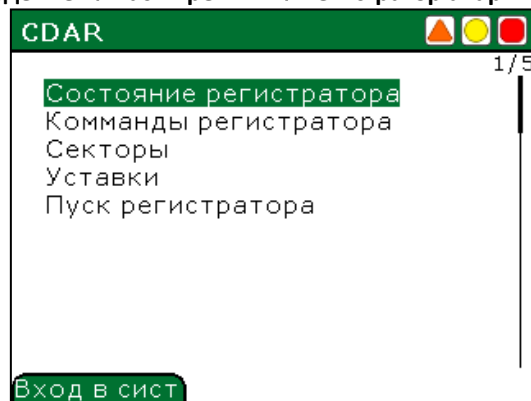 CDAR
1/5
Состояние регистратора
Комманды регистратора
Секторы
Уставки
Пуск регистратора
Вход в сист